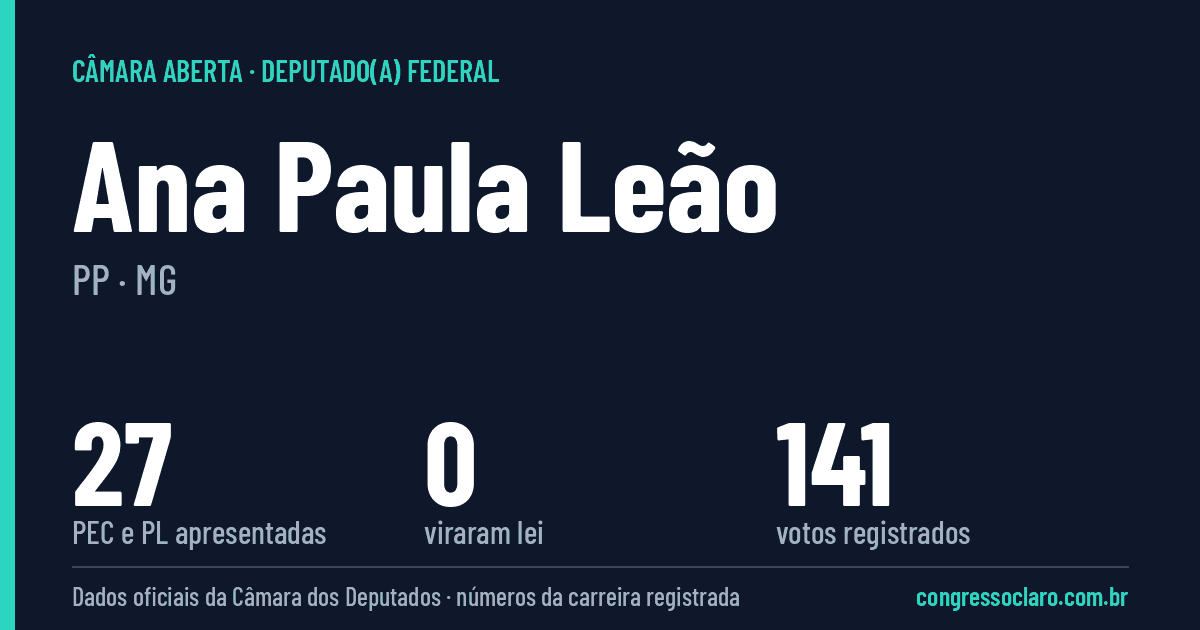 CÂMARA ABERTA · DEPUTADO(A) FEDERAL
Ana Paula Leão
PP · MG
27 0 141
PEC e PL apresentadas viraram lei votos registrados
Dados oficiais da Câmara dos Deputados · números da carreira registrada congressoclaro.com.br